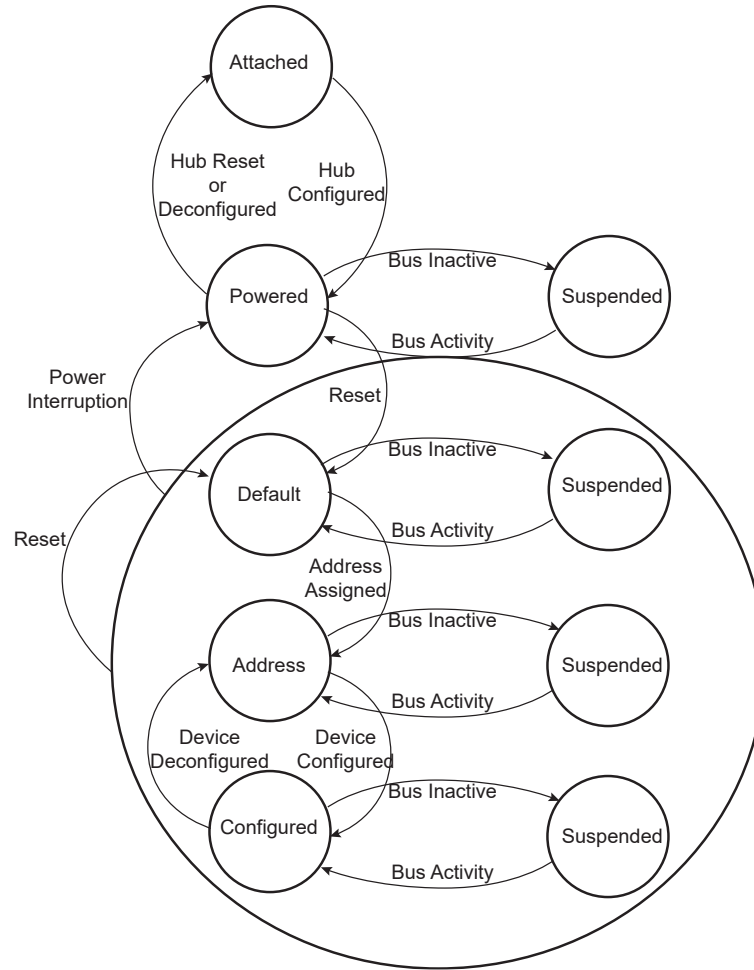 Attached
Hub Reset
or
Deconfigured
Hub
Configured
Bus Inactive
Powered
Suspended
Bus Activity
Power
Interruption
Reset
Bus Inactive
Default
Suspended
Bus Activity
Reset
Address
Assigned
Bus Inactive
Address
Suspended
Bus Activity
Device
Deconfigured
Device
Configured
Bus Inactive
Configured
Suspended
Bus Activity